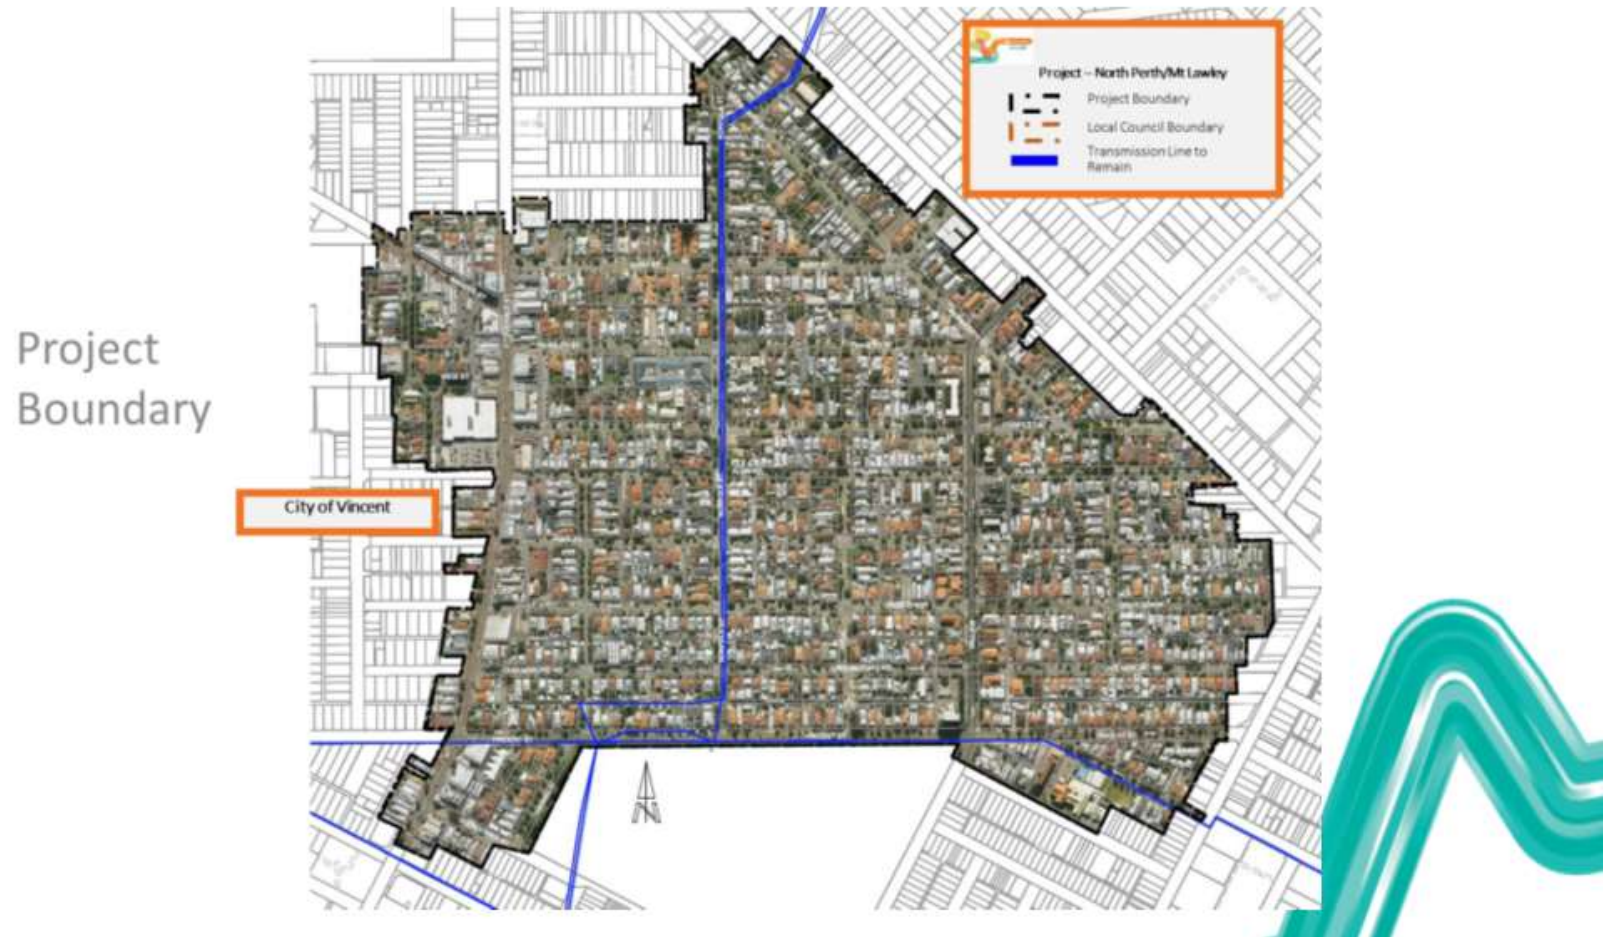 Project
Boundary
Project – North Perth/Mt Lawley
Project Boundary
Local Council Boundary
Transmission Line to
Remain
City of Vincent
N